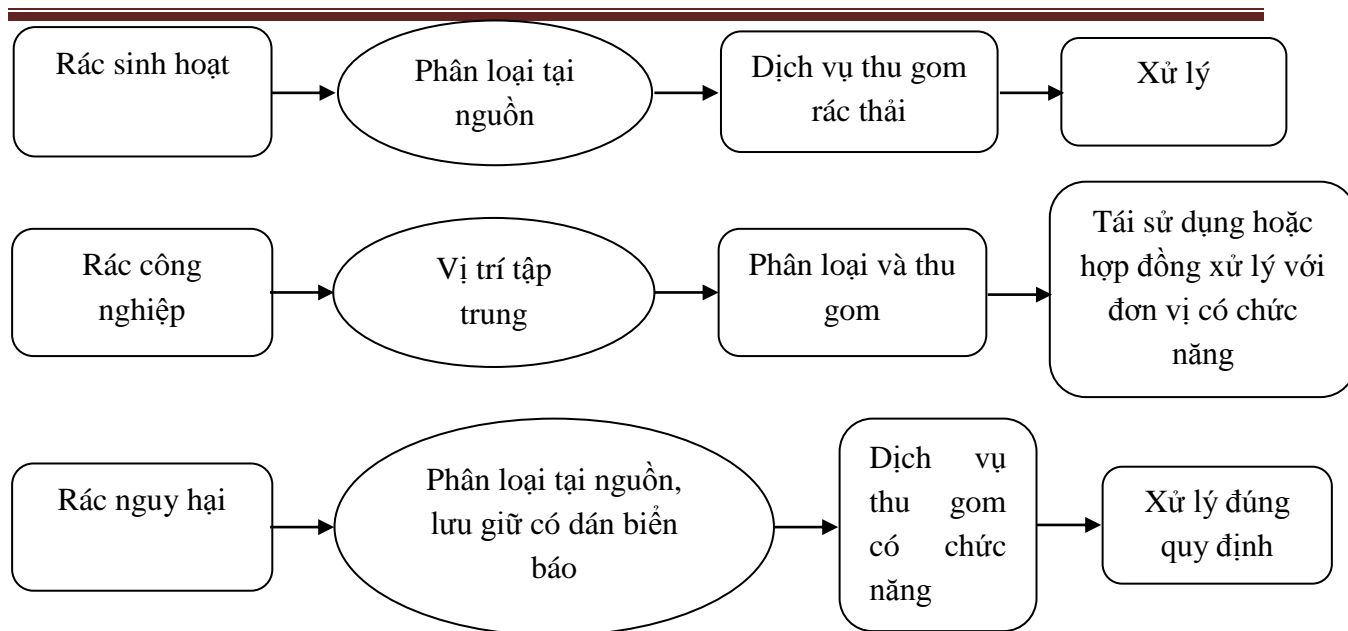 Rác sinh hoạt
Phân loại tại
nguồn
Dịch vụ thu gom
rác thải
Xử lý
Rác công
nghiệp
Vị trí tập
trung
Phân loại và thu
gom
Tái sử dụng hoặc
hợp đồng xử lý với
đơn vị có chức
năng
Rác nguy hại
Phân loại tại nguồn,
lưu giữ có dán biển
báo
Dịch vụ
thu gom
có chức
năng
Xử lý đúng
quy định